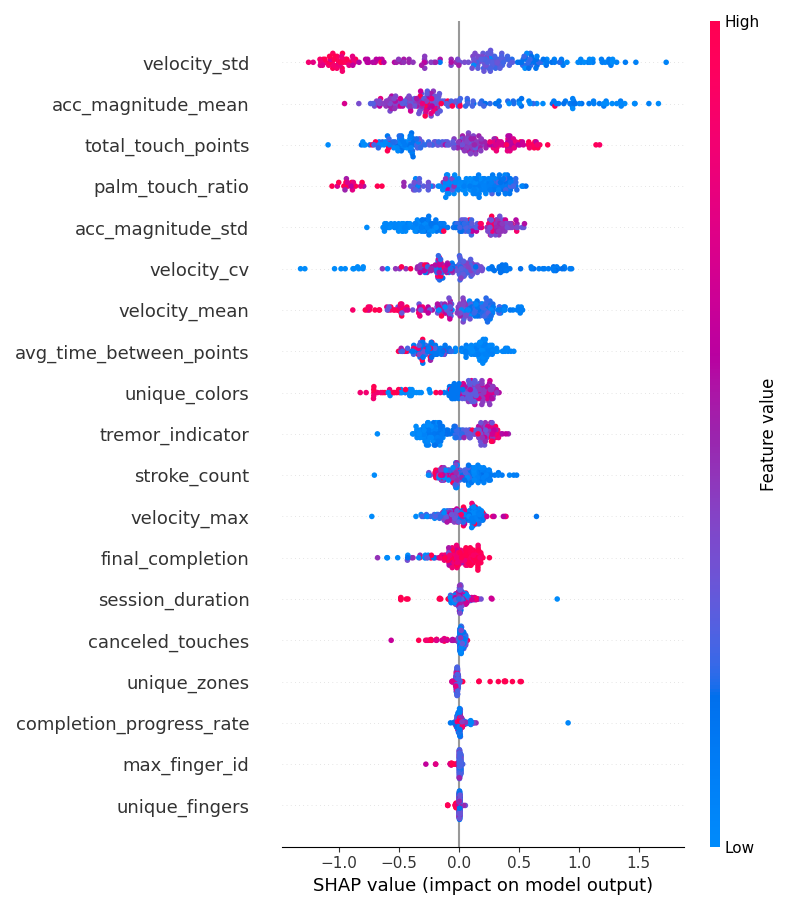 High
velocity_std
acc_magnitude_mean
total_touch_points
palm_touch_ratio
acc_magnitude_std
velocity_cv
velocity_mean
avg_time_between_points
unique_colors
tremor_indicator
stroke_count
velocity_max
final_completion
session_duration
canceled_touches
unique_zones
completion_progress_rate
max_finger_id
unique_fingers
Feature value
Low
−1.0 −0.5 0.0 0.5 1.0 1.5
SHAP value (impact on model output)